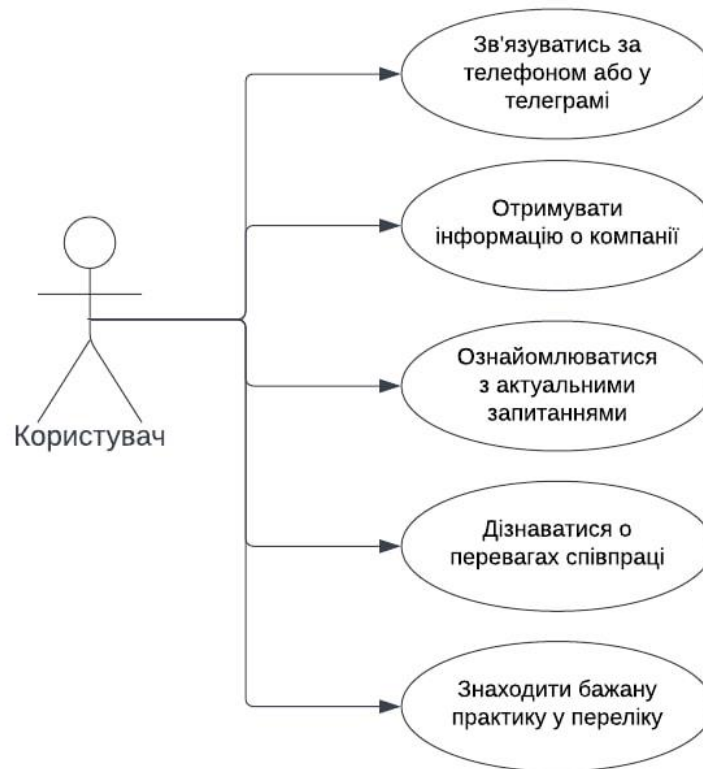 Зв'язуватись за
телефоном або у
телеграмі
Отримувати
інформацію о компанії
Ознайомлюватися
з актуальними
запитаннями
Користувач
Дізнаватися о
перевагах співпраці
Знаходити бажану
практику у переліку